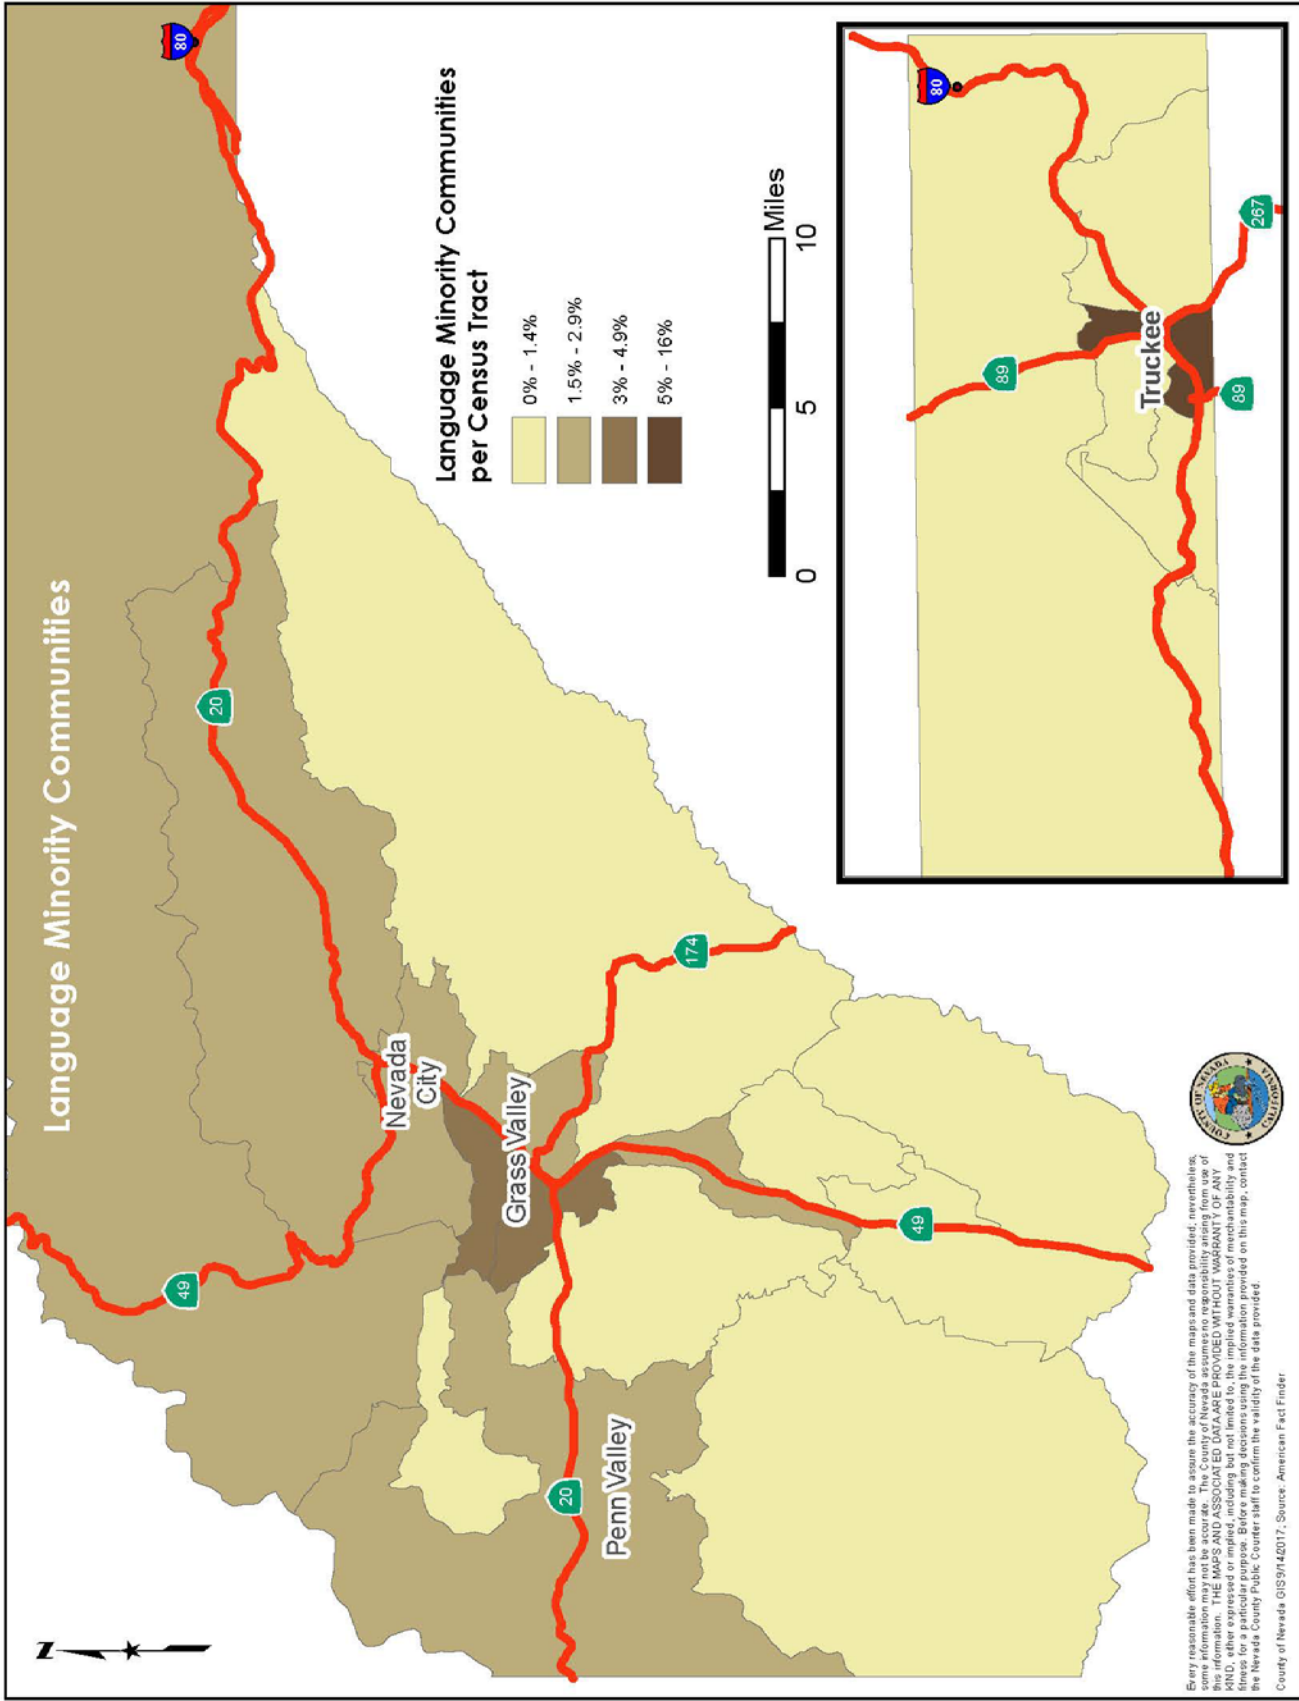 Language Minority Communities
80
20
49
Nevada
City
Grass Valley
174
20
Penn Valley
49
Language Minority Communities
per Census Tract
0% - 1.4%
1.5% - 2.9%
3% - 4.9%
5% - 16%
0 5 10 Miles
N
80
89
Truckee
89
267
COUNTY OF NEVADA
CALIFORNIA
Every reasonable effort has been made to assure the accuracy of the maps and data provided; nevertheless,
some information may not be accurate. The County of Nevada assumes no responsibility arising from use of
this information. THE MAPS AND ASSOCIATED DATA ARE PROVIDED WITHOUT WARRANTY OF ANY
KIND, either expressed or implied, including but not limited to, the implied warranties of merchantability and
fitness for a particular purpose. Before making decisions using the information provided on this map, contact
the Nevada County Public Counter staff to confirm the validity of the data provided.
County of Nevada GIS 9/14/2017; Source: American Fact Finder